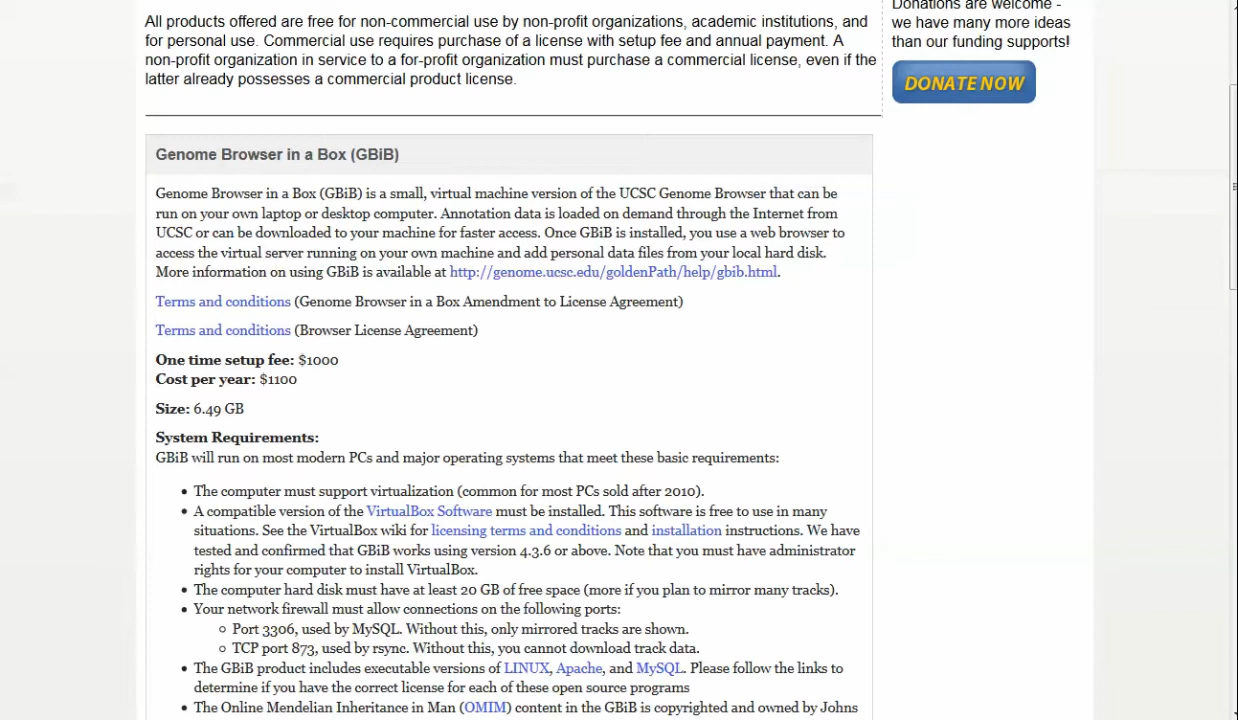 All products offered are free for non-commercial use by non-profit organizations, academic institutions, and
for personal use. Commercial use requires purchase of a license with setup fee and annual payment. A
non-profit organization in service to a for-profit organization must purchase a commercial license, even if the
latter already possesses a commercial product license.
Donations are welcome -
we have many more ideas
than our funding supports!
DONATE NOW
Genome Browser in a Box (GBiB)
Genome Browser in a Box (GBiB) is a small, virtual machine version of the UCSC Genome Browser that can be
run on your own laptop or desktop computer. Annotation data is loaded on demand through the Internet from
UCSC or can be downloaded to your machine for faster access. Once GBiB is installed, you use a web browser to
access the virtual server running on your own machine and add personal data files from your local hard disk.
More information on using GBiB is available at http://genome.ucsc.edu/goldenPath/help/gbib.html.
Terms and conditions (Genome Browser in a Box Amendment to License Agreement)
Terms and conditions (Browser License Agreement)
One time setup fee: $1000
Cost per year: $1100
Size: 6.49 GB
System Requirements:
GBiB will run on most modern PCs and major operating systems that meet these basic requirements:
• The computer must support virtualization (common for most PCs sold after 2010).
• A compatible version of the VirtualBox Software must be installed. This software is free to use in many
situations. See the VirtualBox wiki for licensing terms and conditions and installation instructions. We have
tested and confirmed that GBiB works using version 4.3.6 or above. Note that you must have administrator
rights for your computer to install VirtualBox.
• The computer hard disk must have at least 20 GB of free space (more if you plan to mirror many tracks).
• Your network firewall must allow connections on the following ports:
○ Port 3306, used by MySQL. Without this, only mirrored tracks are shown.
○ TCP port 873, used by rsync. Without this, you cannot download track data.
• The GBiB product includes executable versions of LINUX, Apache, and MySQL. Please follow the links to
determine if you have the correct license for each of these open source programs
• The Online Mendelian Inheritance in Man (OMIM) content in the GBiB is copyrighted and owned by Johns